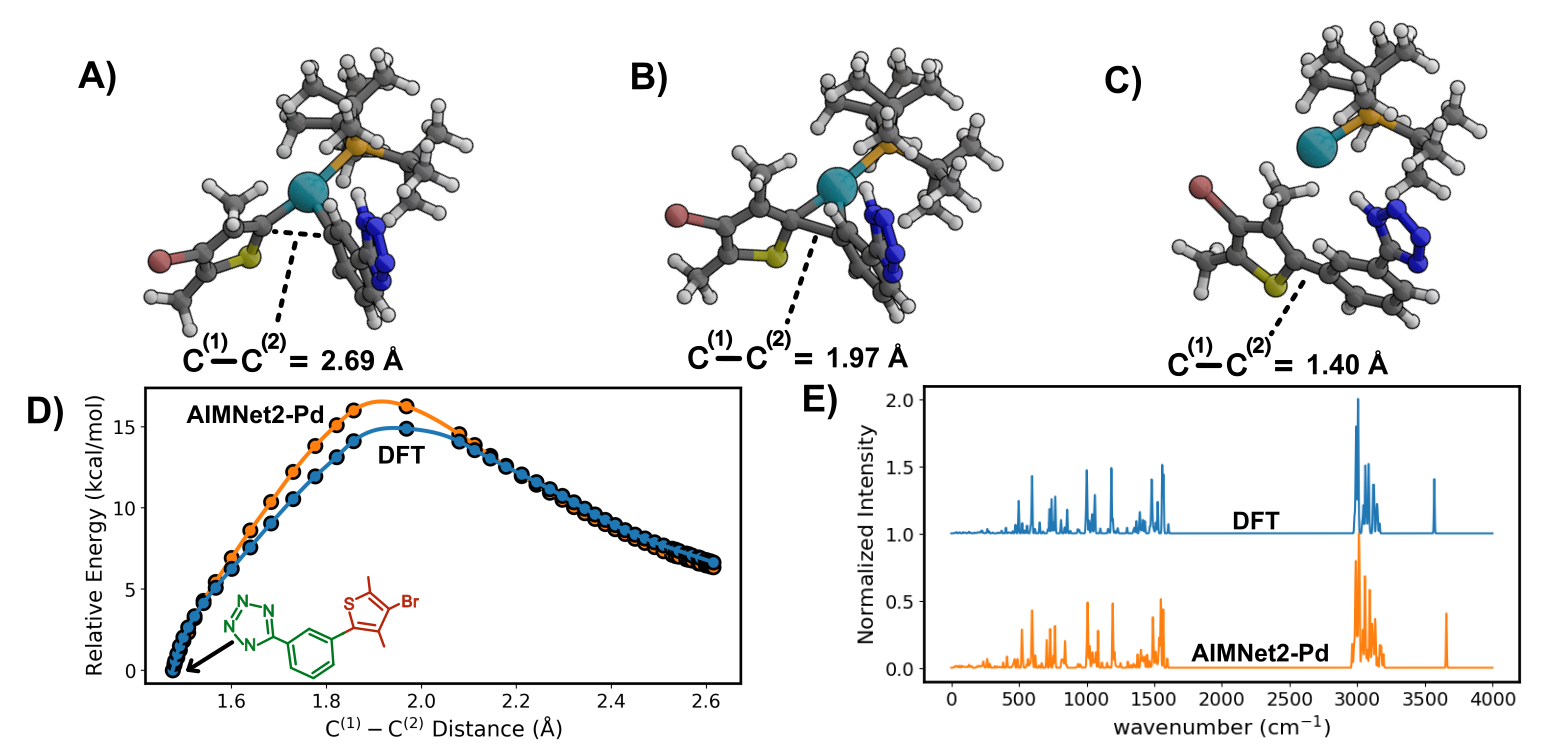 A)
B)
C)
C(1)—C(2) = 2.69 Å
C(1)—C(2) = 1.97 Å
C(1)—C(2) = 1.40 Å
D)
AIMNet2-Pd
DFT
Relative Energy (kcal/mol)
15
10
5
0
N
N
N
N
S
Br
1.6
1.8
2.0
2.2
2.4
2.6
C(1) − C(2) Distance (Å)
E)
Normalized Intensity
2.0
1.5
1.0
0.5
0.0
DFT
AIMNet2-Pd
0
500
1000
1500
2000
2500
3000
3500
4000
wavenumber (cm−1)